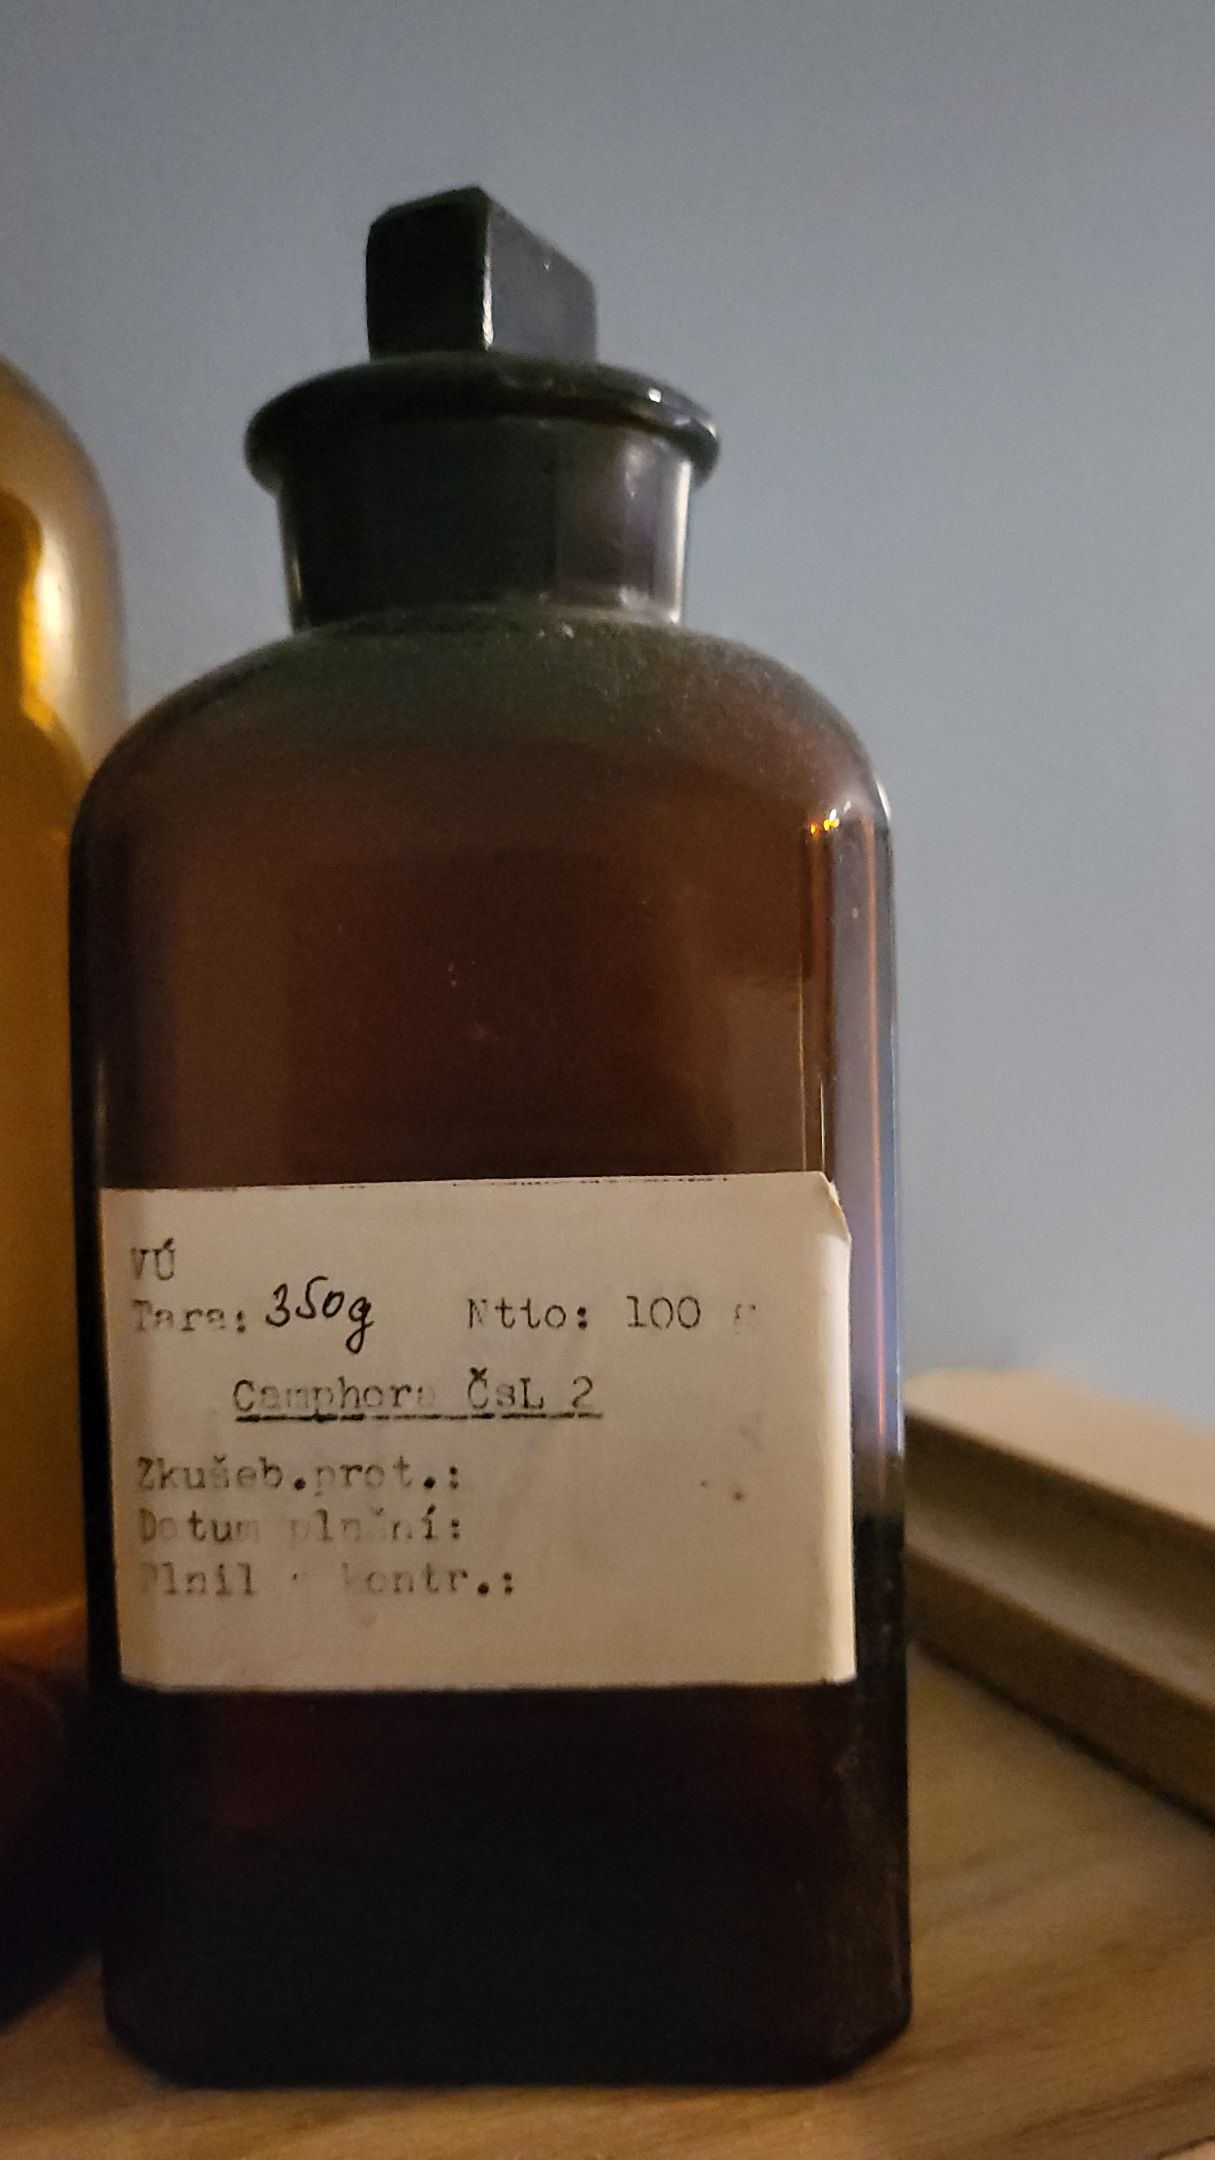 VÚ
Tara: 350g Ntto: 100 g
Camphora ČsL 2
Zkušeb.prot.:
Datum plnění:
Plnil kontr.: